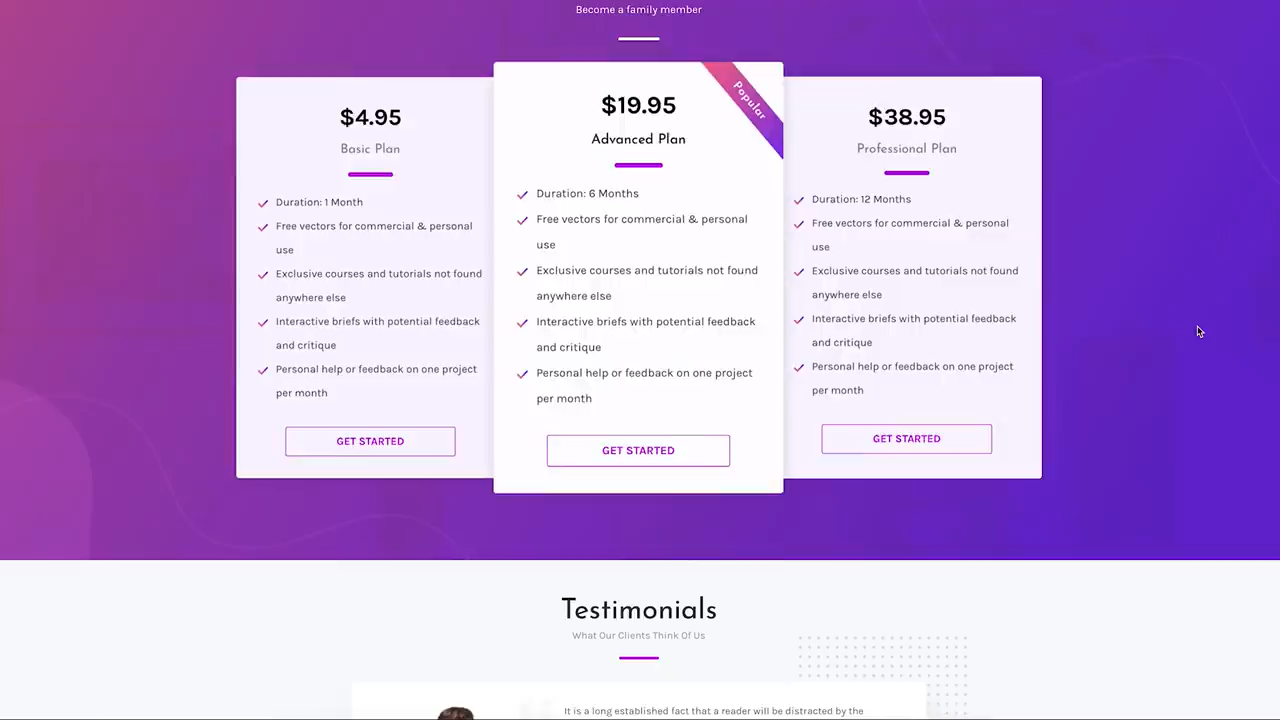 Become a family member
$4.95
Basic Plan
Duration: 1 Month
Free vectors for commercial & personal
use
Exclusive courses and tutorials not found
anywhere else
Interactive briefs with potential feedback
and critique
Personal help or feedback on one project
per month
GET STARTED
Popular
$19.95
Advanced Plan
Duration: 6 Months
Free vectors for commercial & personal
use
Exclusive courses and tutorials not found
anywhere else
Interactive briefs with potential feedback
and critique
Personal help or feedback on one project
per month
GET STARTED
$38.95
Professional Plan
Duration: 12 Months
Free vectors for commercial & personal
use
Exclusive courses and tutorials not found
anywhere else
Interactive briefs with potential feedback
and critique
Personal help or feedback on one project
per month
GET STARTED
Testimonials
What Our Clients Think Of Us
It is a long established fact that a reader will be distracted by the